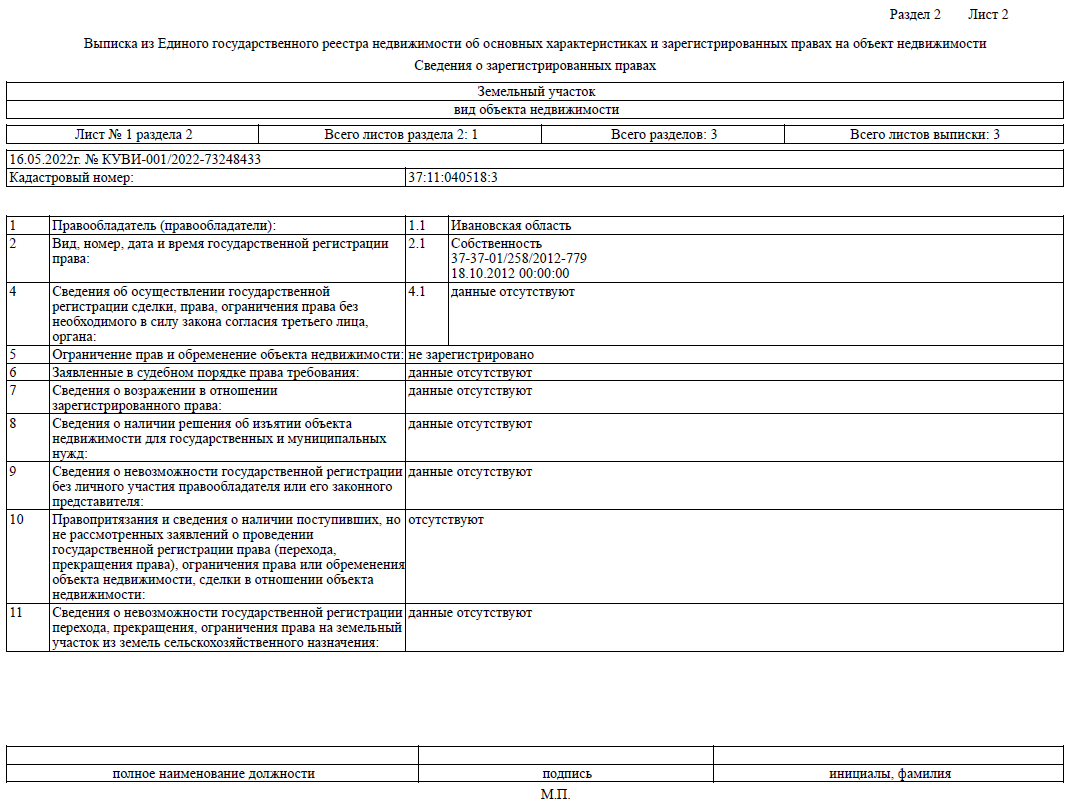 Раздел 2 Лист 2
Выписка из Единого государственного реестра недвижимости об основных характеристиках и зарегистрированных правах на объект недвижимости
Сведения о зарегистрированных правах
Земельный участок
вид объекта недвижимости
Лист № 1 раздела 2 Всего листов раздела 2: 1 Всего разделов: 3 Всего листов выписки: 3
16.05.2022г. № КУВИ-001/2022-73248433
Кадастровый номер: 37:11:040518:3
1 Правообладатель (правообладатели): 1.1 Ивановская область
2 Вид, номер, дата и время государственной регистрации 2.1 Собственность
права: 37-37-01/258/2012-779
18.10.2012 00:00:00
4 Сведения об осуществлении государственной 4.1 данные отсутствуют
регистрации сделки, права, ограничения права без
необходимого в силу закона согласия третьего лица,
органа:
5 Ограничение прав и обременение объекта недвижимости: не зарегистрировано
6 Заявленные в судебном порядке права требования: данные отсутствуют
7 Сведения о возражении в отношении данные отсутствуют
зарегистрированного права:
8 Сведения о наличии решения об изъятии объекта данные отсутствуют
недвижимости для государственных и муниципальных
нужд:
9 Сведения о невозможности государственной регистрации данные отсутствуют
без личного участия правообладателя или его законного
представителя:
10 Правопритязания и сведения о наличии поступивших, но отсутствуют
не рассмотренных заявлений о проведении
государственной регистрации права (перехода,
прекращения права), ограничения права или обременения
объекта недвижимости, сделки в отношении объекта
недвижимости:
11 Сведения о невозможности государственной регистрации данные отсутствуют
перехода, прекращения, ограничения права на земельный
участок из земель сельскохозяйственного назначения:
полное наименование должности подпись инициалы, фамилия
М.П.